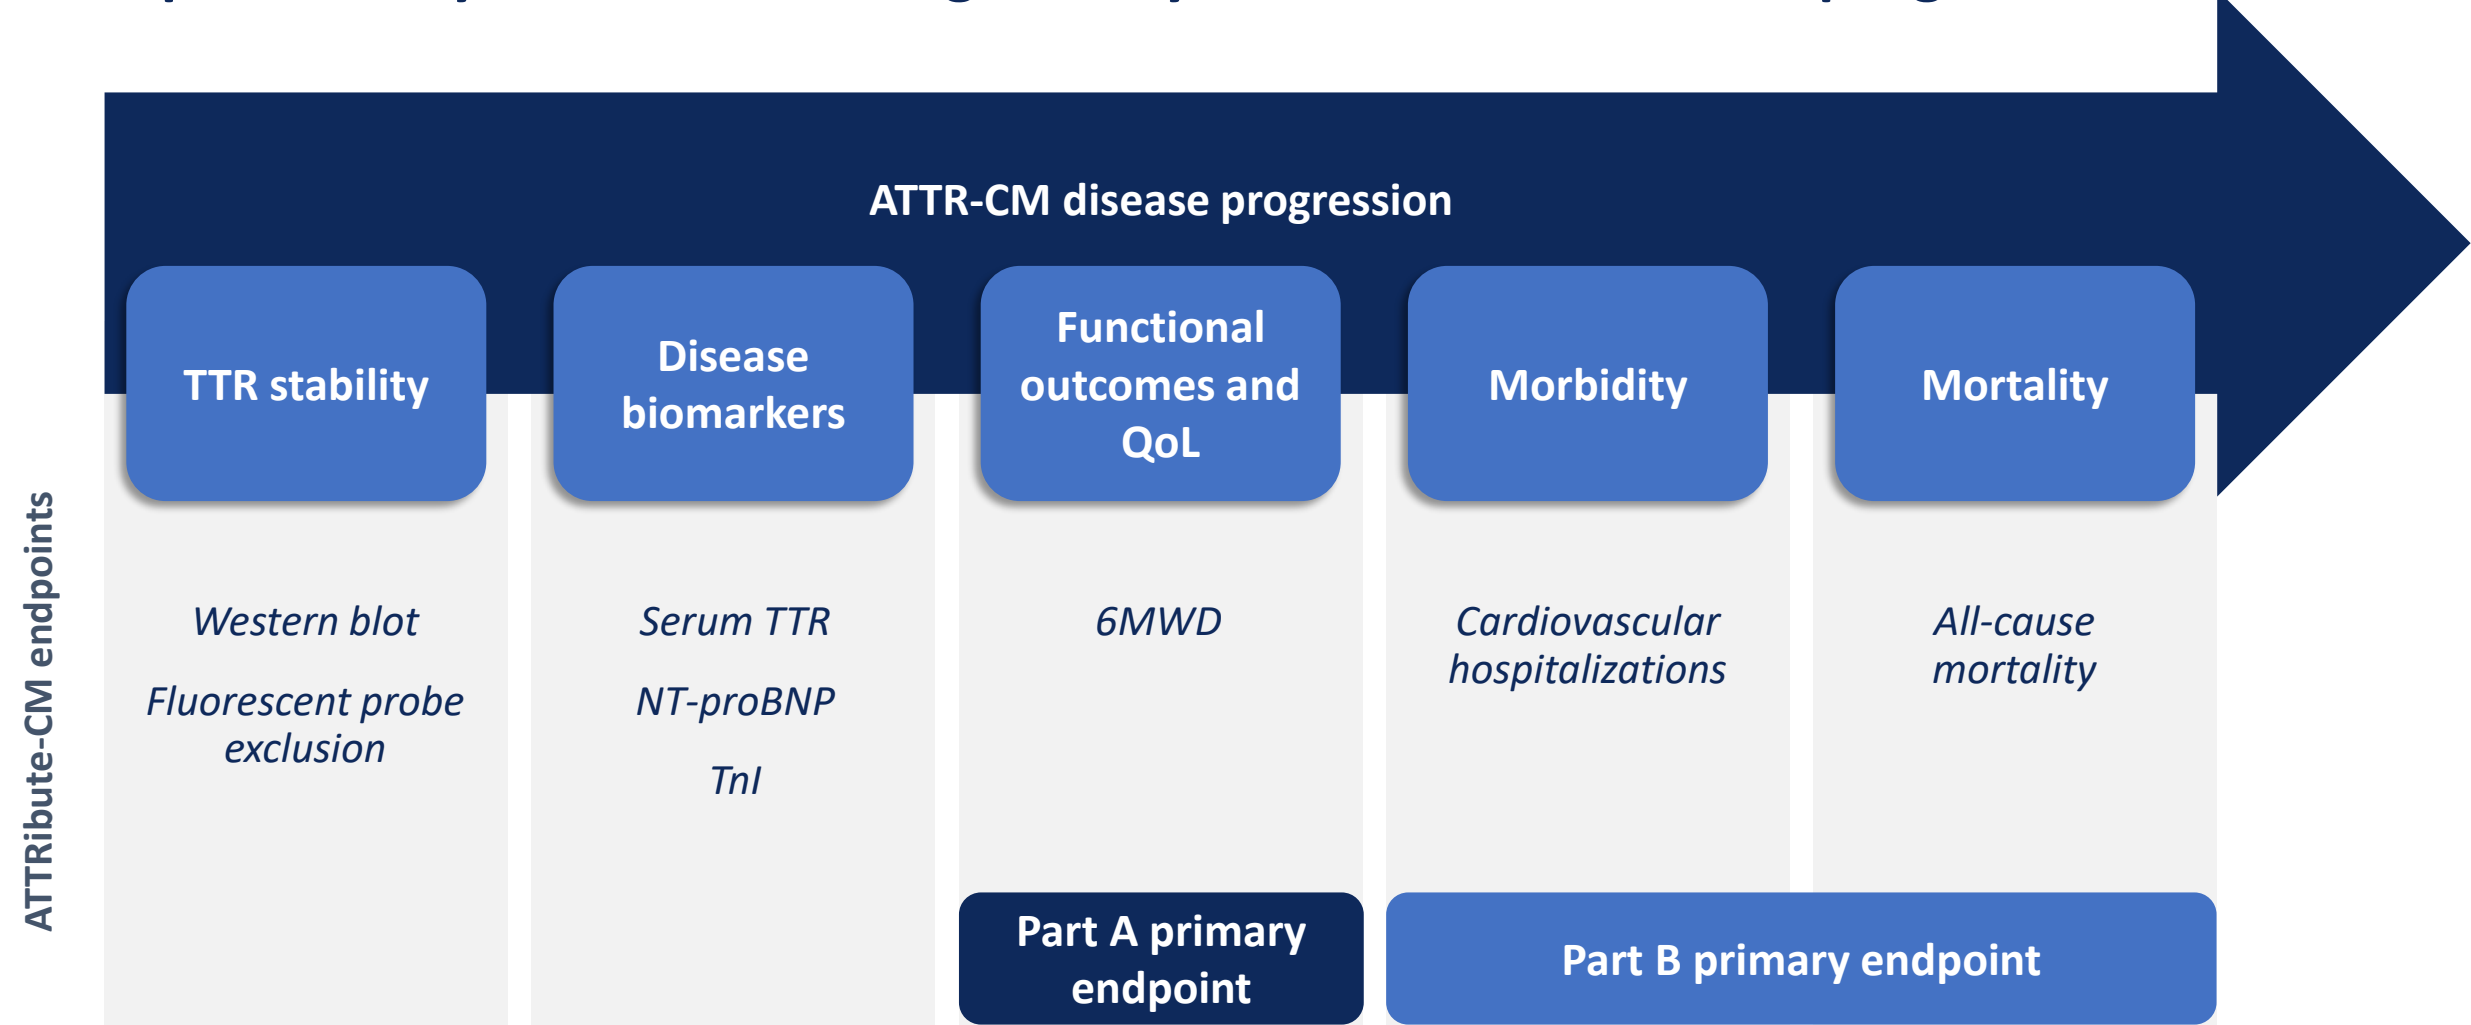 ATTR-CM disease progression
TTR stability
Disease
biomarkers
Functional
outcomes and
QoL
Morbidity
Mortality
ATTRibute-CM endpoints
Western blot
Fluorescent probe
exclusion
Serum TTR
NT-proBNP
TnI
6MWD
Cardiovascular
hospitalizations
All-cause
mortality
Part A primary
endpoint
Part B primary endpoint